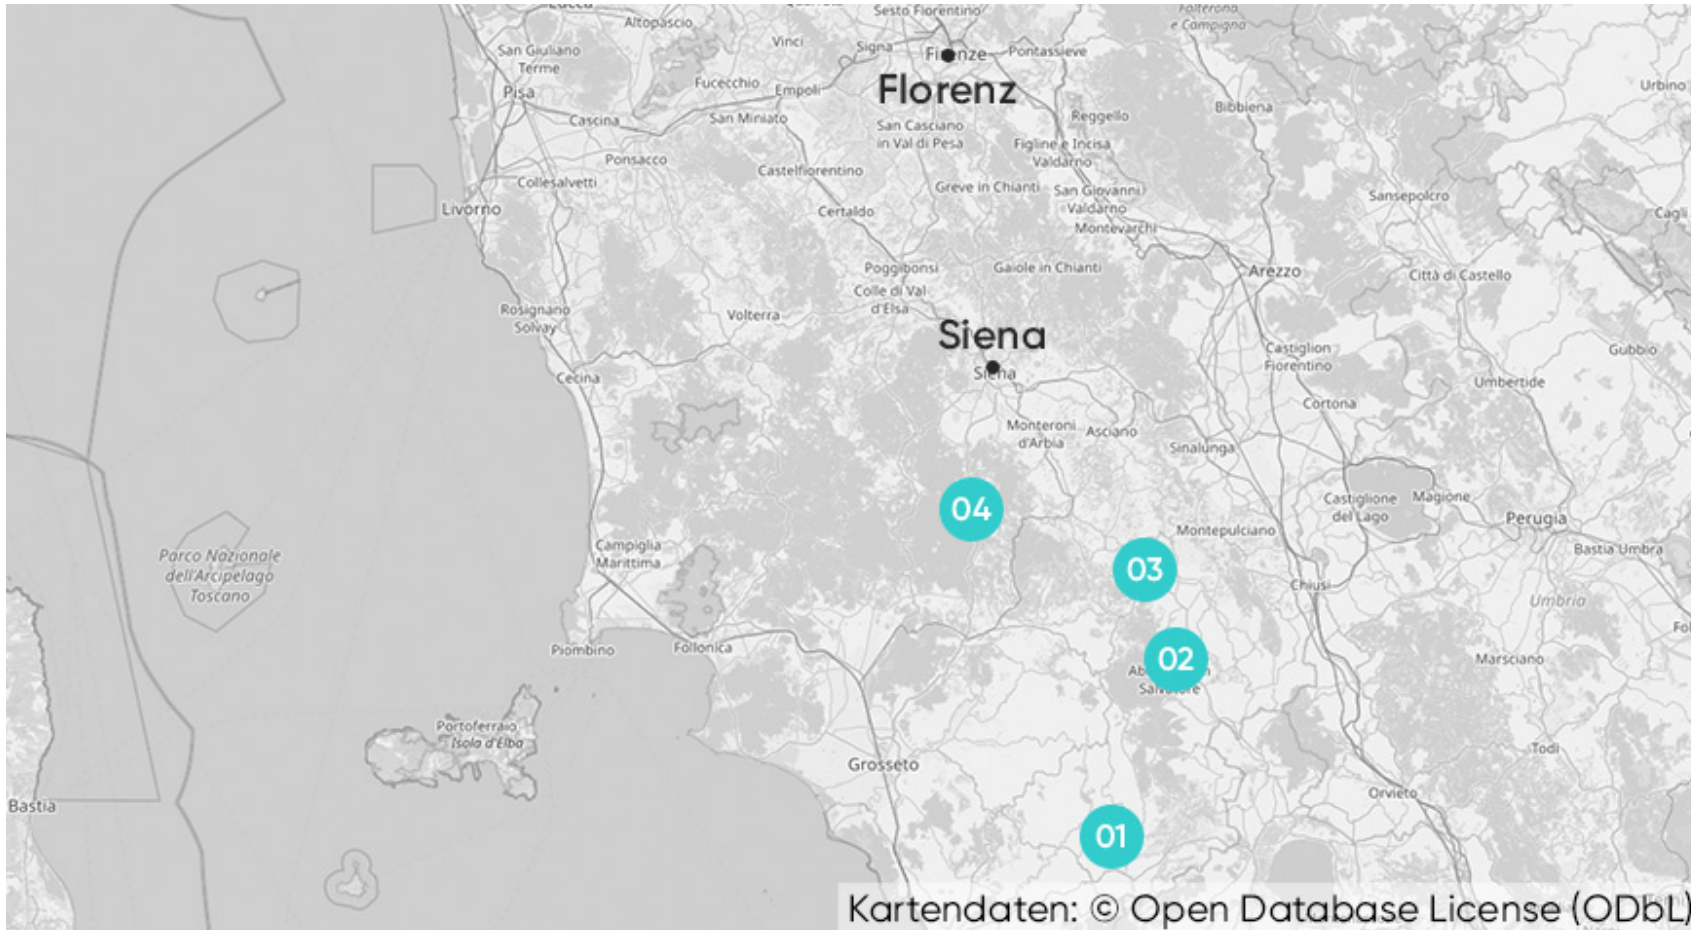 Altopascio
Sesto Fiorentino
e Campigna
San Giuliano
Terme
Vinci
Signa
Firenze
Pontassieve
Urbino
Pisa
Fucecchio
Empoli
Florenz
Bibbiena
Cascina
San Miniato
San Casciano
in Val di Pesa
Reggello
Ponsacco
Castelfiorentino
Figline e Incisa
Valdarno
Collesalvetti
Greve in Chianti
San Giovanni
Valdarno
Sansepolcro
Livorno
Certaldo
Montevarchi
Cagli
Poggibonsi
Gaiole in Chianti
Arezzo
Città di Castello
Colle di Val
d'Elsa
Rosignano
Solvay
Volterra
Siena
Castiglion
Fiorentino
Gubbio
Cecina
Siena
Umbertide
Cortona
Monteroni
d'Arbia
Asciano
Sinalunga
04
Castiglione
del Lago
Magione
Perugia
Montepulciano
Parco Nazionale
dell'Arcipelago
Toscano
Campiglia
Marittima
03
Bastia Umbra
Chiusi
Umbria
Piombino
Follonica
02
Marsciano
Portoferraio
Isola d'Elba
Todi
Grosseto
Bastia
Orvieto
01
Kartendaten: © Open Database License (ODbL)